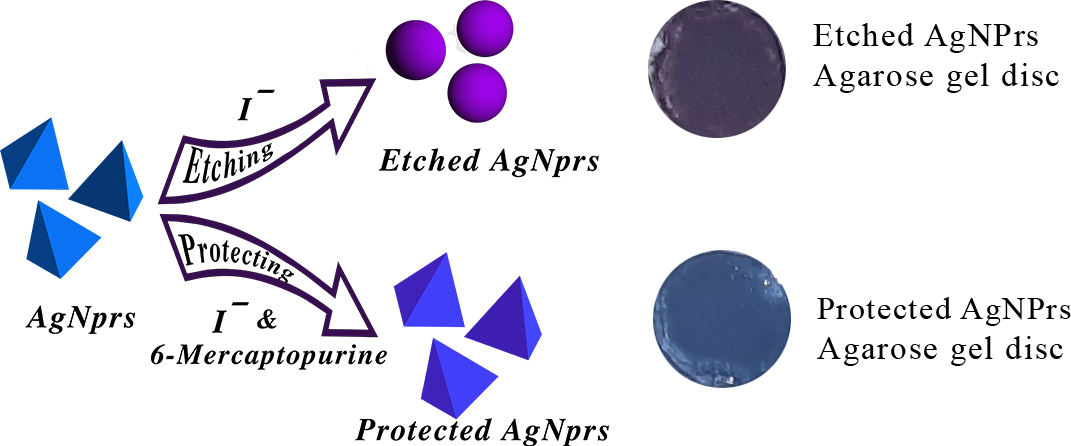 I⁻
Etching
Etched AgNprs
Etched AgNPrs
Agarose gel disc
AgNprs
Protecting
I⁻ &
6-Mercaptopurine
Protected AgNprs
Protected AgNPrs
Agarose gel disc